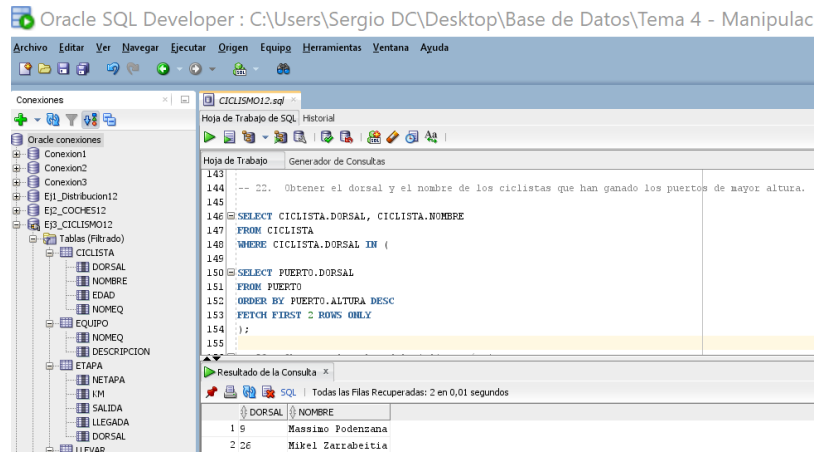 Oracle SQL Developer : C:\Users\Sergio DC\Desktop\Base de Datos\Tema 4 - Manipulac
Archivo Editar Ver Navegar Ejecutar Origen Equipo Herramientas Ventana Ayuda
Conexiones
CICLISMO12.sql
Hoja de Trabajo de SQL Historial
Hoja de Trabajo Generador de Consultas
Oracle conexiones
Conexion1
Conexion2
Conexion3
Ej1_Distribucion12
Ej2_COCHES12
Ej3_CICLISMO12
Tablas (Filtrado)
CICLISTA
DORSAL
NOMBRE
EDAD
NOMEQ
EQUIPO
NOMEQ
DESCRIPCION
ETAPA
NETAPA
KM
SALIDA
LLEGADA
DORSAL
LLEVAR
143
144 -- 22. Obtener el dorsal y el nombre de los ciclistas que han ganado los puertos de mayor altura.
145
146 SELECT CICLISTA.DORSAL, CICLISTA.NOMBRE
147 FROM CICLISTA
148 WHERE CICLISTA.DORSAL IN (
149
150 SELECT PUERTO.DORSAL
151 FROM PUERTO
152 ORDER BY PUERTO.ALTURA DESC
153 FETCH FIRST 2 ROWS ONLY
154 );
155
Resultado de la Consulta
SQL | Todas las Filas Recuperadas: 2 en 0,01 segundos
DORSAL NOMBRE
1 9 Massimo Podenzana
2 26 Mikel Zarrabeitia